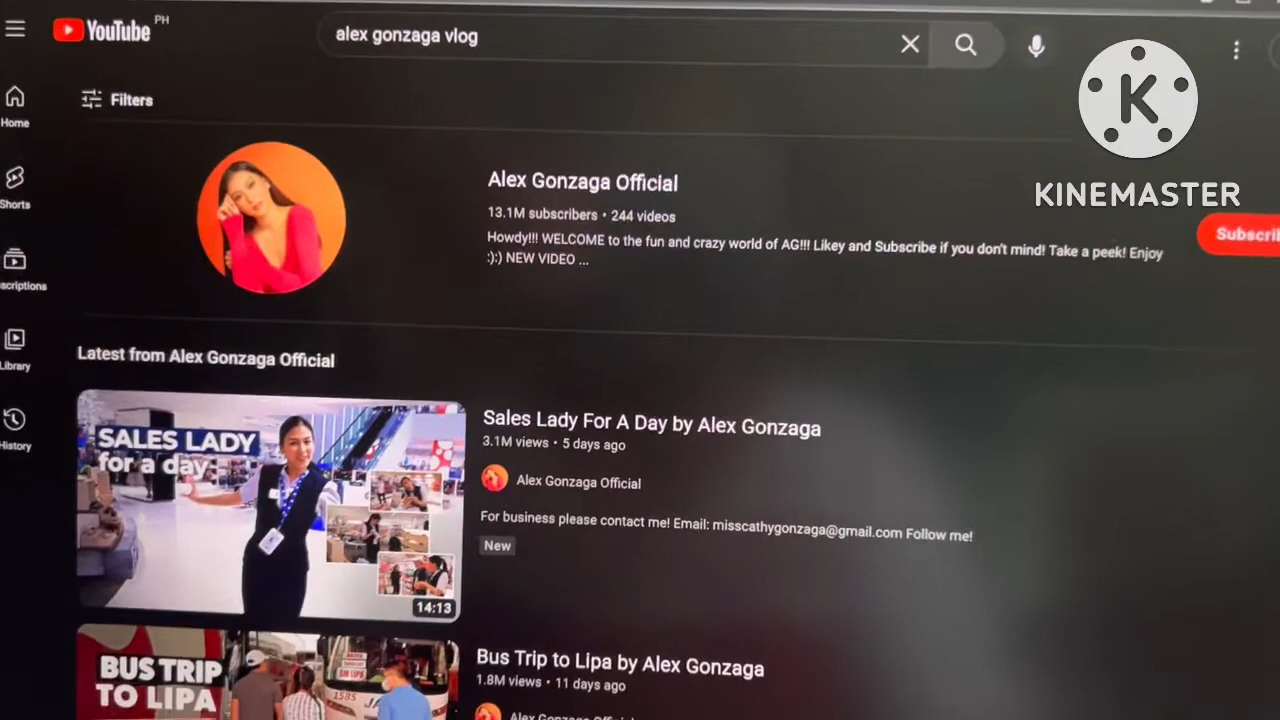 YouTube PH
alex gonzaga vlog
KINEMASTER
Filters
Home
Shorts
scriptions
Library
History
Alex Gonzaga Official
13.1M subscribers • 244 videos
Howdy!!! WELCOME to the fun and crazy world of AG!!! Likey and Subscribe if you don't mind! Take a peek! Enjoy
:):) NEW VIDEO ...
Subscri
Latest from Alex Gonzaga Official
SALES LADY
for a day
14:13
Sales Lady For A Day by Alex Gonzaga
3.1M views • 5 days ago
Alex Gonzaga Official
For business please contact me! Email: misscathygonzaga@gmail.com Follow me!
New
BUS TRIP
TO LIPA
1585
Bus Trip to Lipa by Alex Gonzaga
1.8M views • 11 days ago
Alex Gonzaga